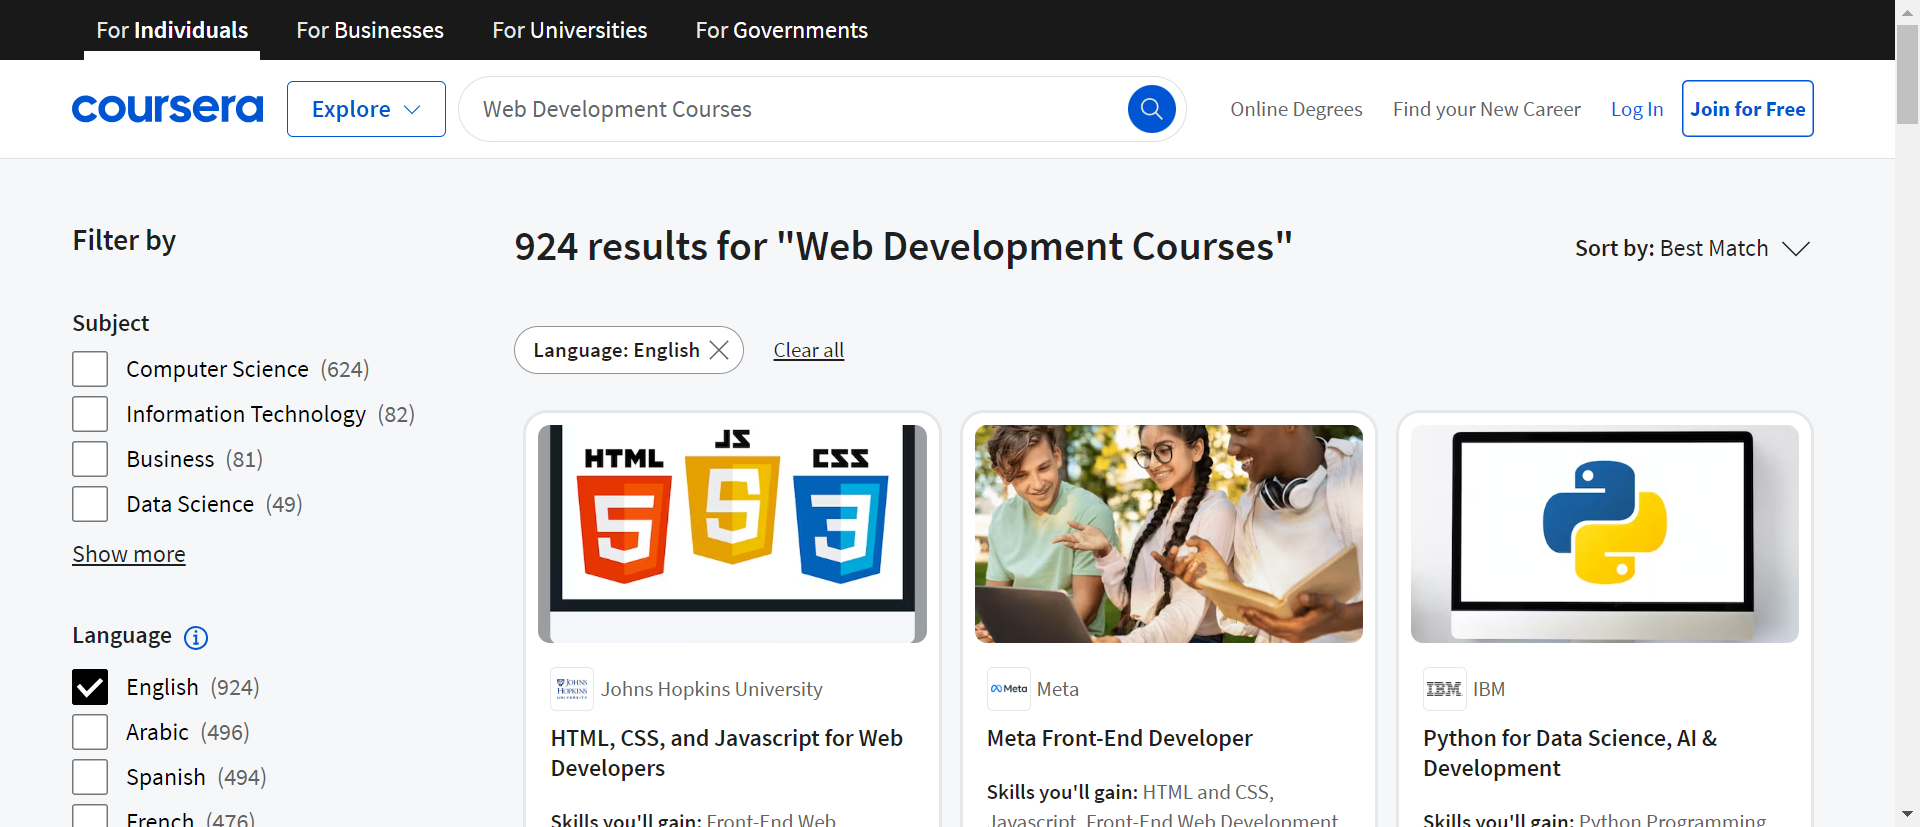 For Individuals
For Businesses
For Universities
For Governments
coursera
Explore
Web Development Courses
Online Degrees
Find your New Career
Log In
Join for Free
Filter by
924 results for "Web Development Courses"
Sort by: Best Match
Subject
Computer Science (624)
Information Technology (82)
Business (81)
Data Science (49)
Show more
Language
English (924)
Arabic (496)
Spanish (494)
French (476)
Language: English
Clear all
HTML
JS
CSS
5
5
3
JOHNS
HOPKINS
UNIVERSITY
Johns Hopkins University
HTML, CSS, and Javascript for Web
Developers
Skills you'll gain: Front-End Web
Meta
Meta
Meta Front-End Developer
Skills you'll gain: HTML and CSS,
Javascript, Front-End Web Development
IBM
IBM
Python for Data Science, AI &
Development
Skills you'll gain: Python Programming